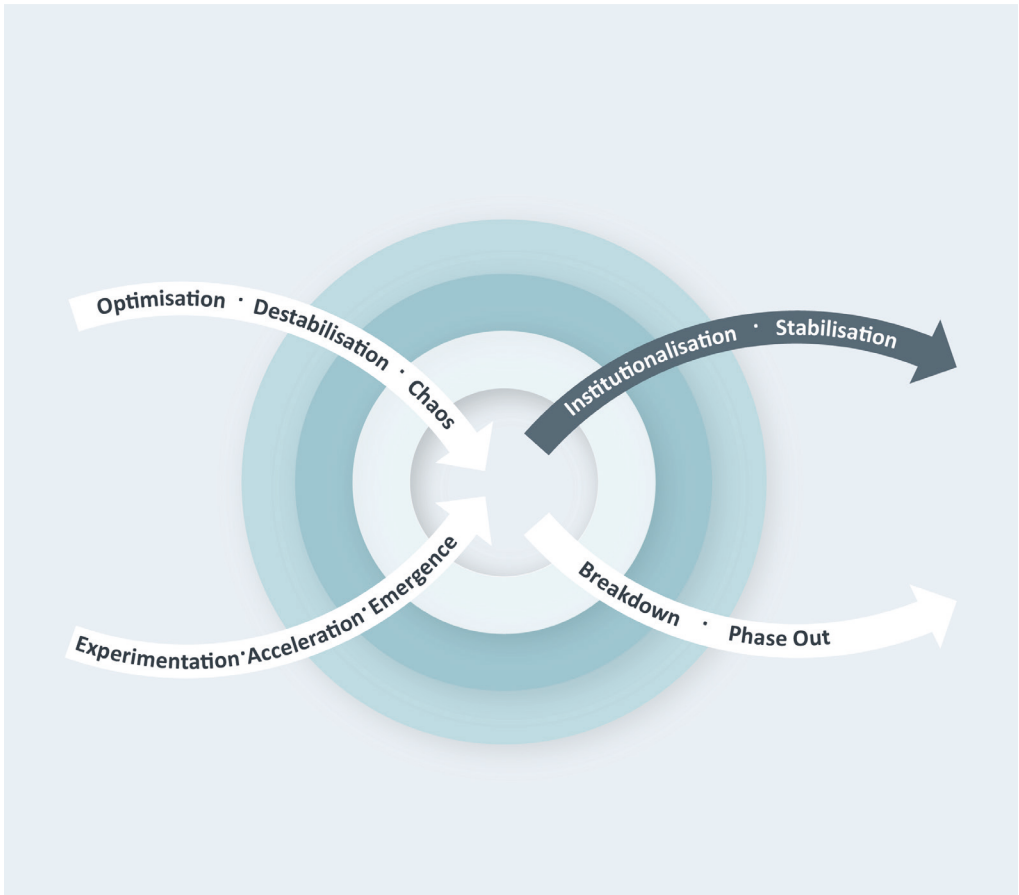 Optimisation · Destabilisation · Chaos
Institutionalisation · Stabilisation
Experimentation·Acceleration·Emergence
Breakdown · Phase Out